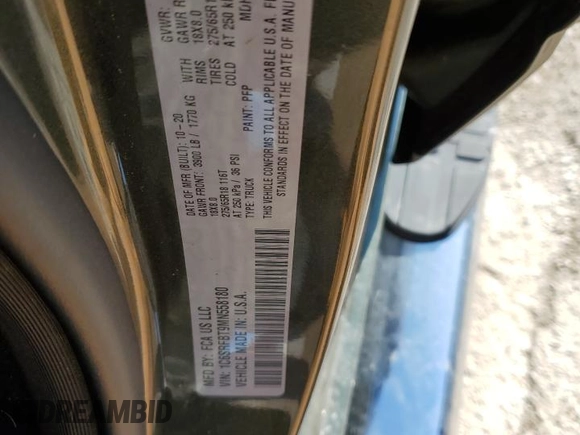 MFD BY: FCA US LLC
DATE OF MFR (BUILT): 10-20
GVWR:
GAWR FRONT: 3900 LB / 1770 KG
WITH
GAWR R
18X8.0
RIMS
18X8.0
275/65R18 116T
TIRES
275/65R1
AT 250 kPa / 36 PSI
COLD
AT 250 k
VIN: 1C6SRFBT9MN558180
TYPE: TRUCK
PAINT: PFP
MDH
VEHICLE MADE IN: U.S.A.
THIS VEHICLE CONFORMS TO ALL APPLICABLE U.S.A. F
STANDARDS IN EFFECT ON THE DATE OF MANU
DREAMBID